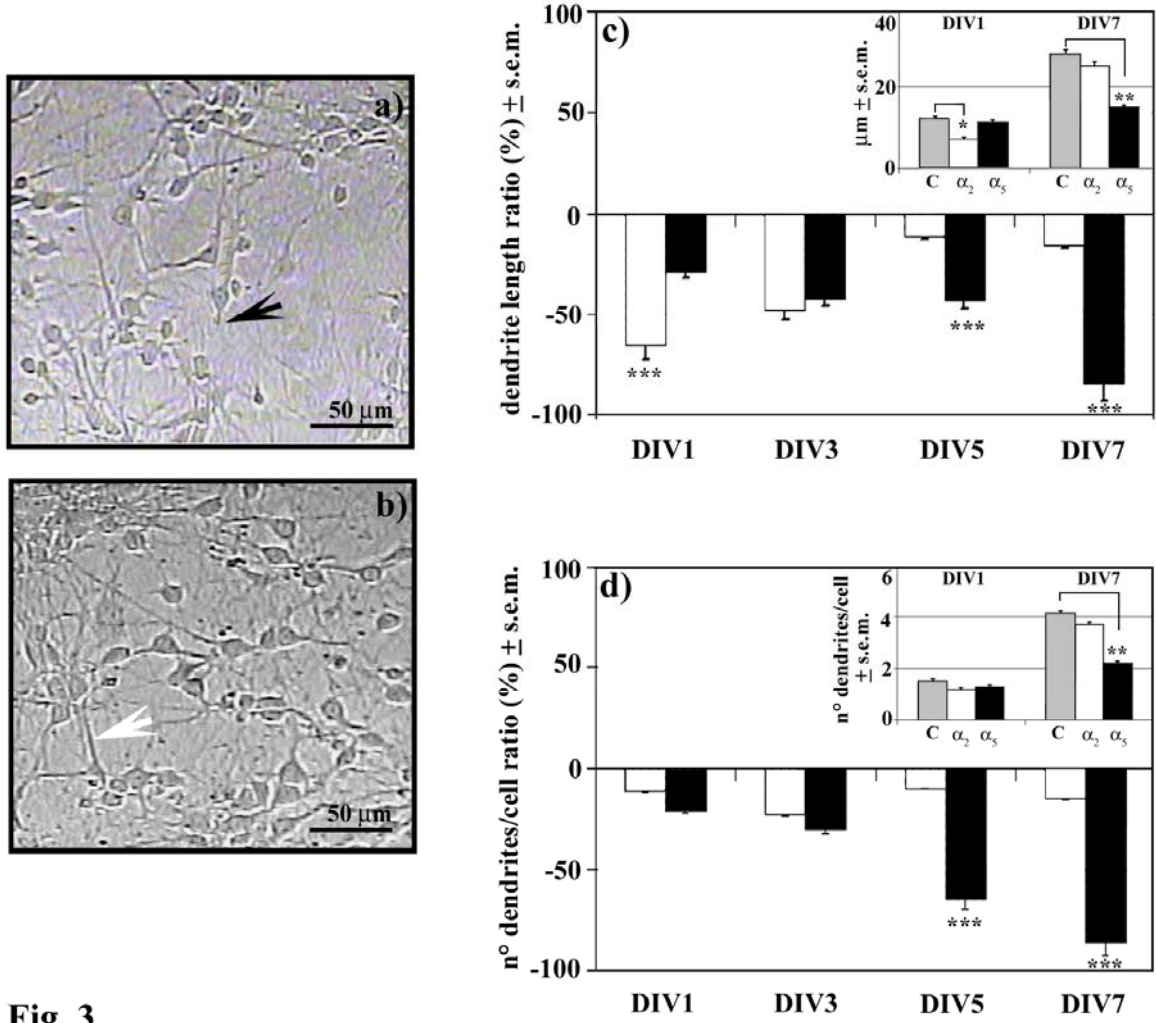 a)
50 µm
b)
50 µm
c)
dendrite length ratio (%) ± s.e.m.
100
50
0
-50
-100
***
***
***
DIV1 DIV3 DIV5 DIV7
DIV1 DIV7
µm ± s.e.m.
40
20
0
*
**
C α2 α5 C α2 α5
d)
n° dendrites/cell ratio (%) ± s.e.m.
100
50
0
-50
-100
***
***
DIV1 DIV3 DIV5 DIV7
DIV1 DIV7
n° dendrites/cell
± s.e.m.
6
4
2
0
**
C α2 α5 C α2 α5
Fig. 3